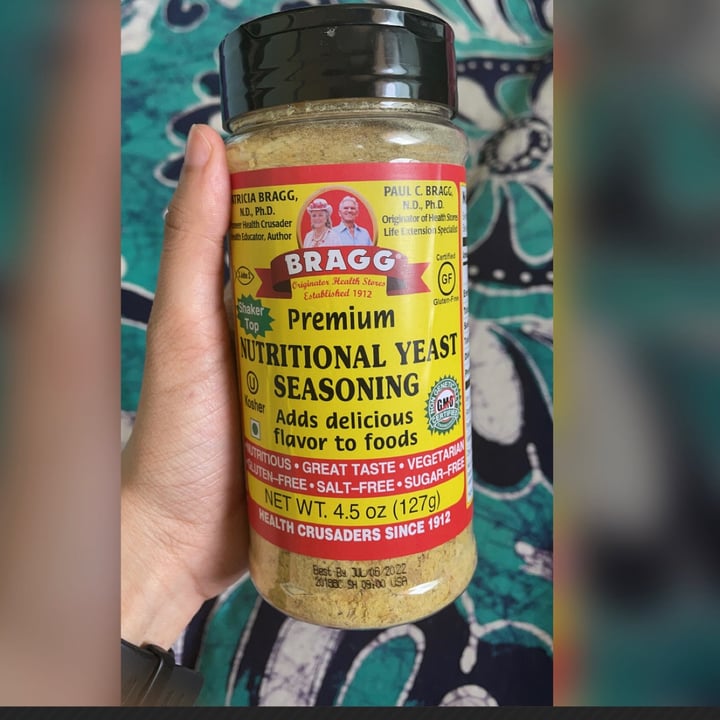 TRICIA BRAGG,
N.D., Ph.D.
Health Crusader
Educator, Author
PAUL C. BRAGG,
N.D., Ph.D.
Originator of Health Stores
Life Extension Specialist
BRAGG®
Originator Health Stores
Established 1912
Certified
GF
Gluten-Free
Shaker
Top
Premium
NUTRITIONAL YEAST
SEASONING
U
Kosher
GMO
Adds delicious
flavor to foods
NUTRITIOUS • GREAT TASTE • VEGETARIAN
GLUTEN-FREE • SALT-FREE • SUGAR-FREE
NET WT. 4.5 oz (127g)
HEALTH CRUSADERS SINCE 1912
Best By JUL 06 2022